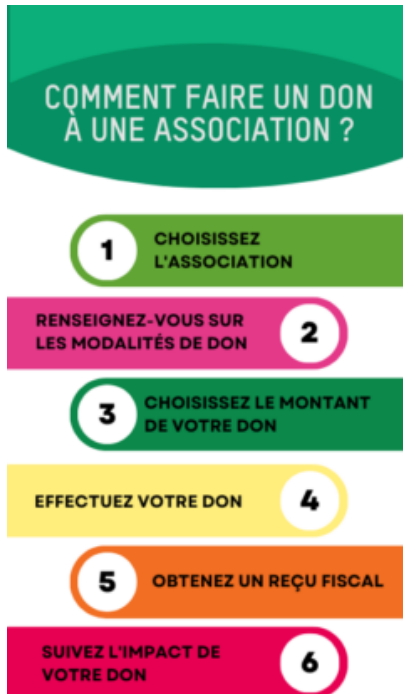 COMMENT FAIRE UN DON
À UNE ASSOCIATION ?
1
CHOISISSEZ
L'ASSOCIATION
RENSEIGNEZ-VOUS SUR
LES MODALITÉS DE DON
2
3
CHOISISSEZ LE MONTANT
DE VOTRE DON
EFFECTUEZ VOTRE DON
4
5
OBTENEZ UN REÇU FISCAL
SUIVEZ L'IMPACT DE
VOTRE DON
6